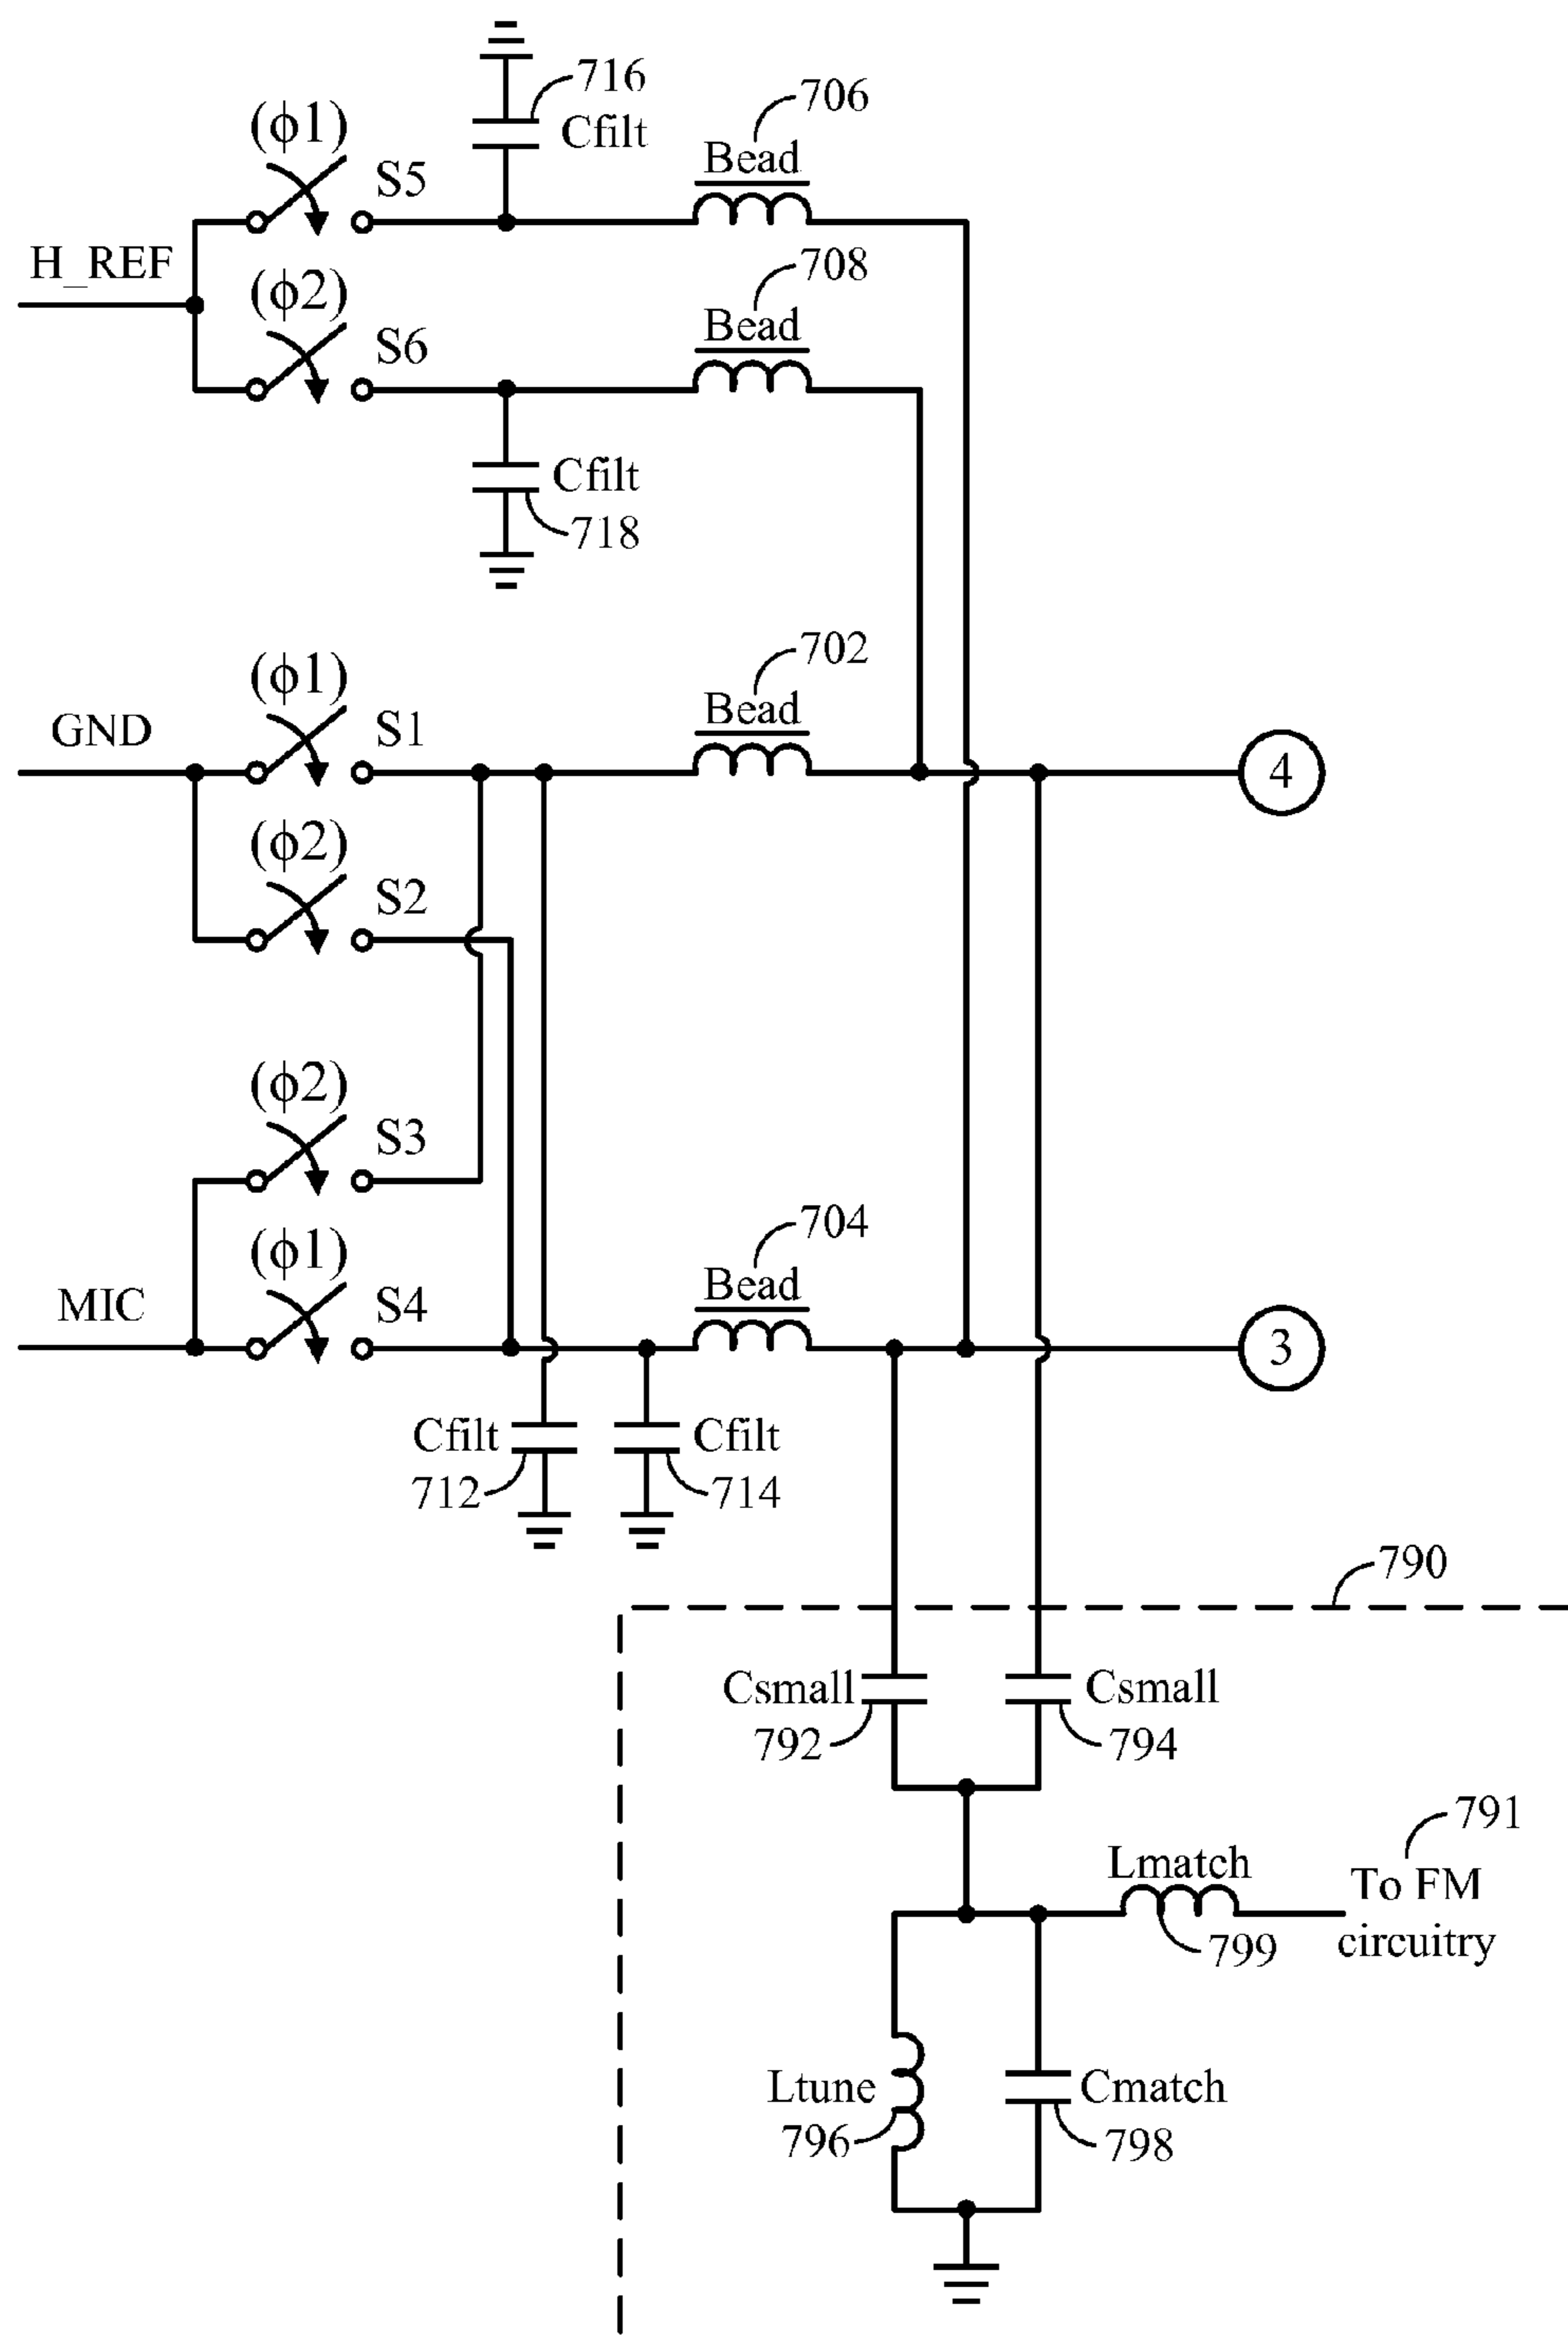 716
Cfilt
706
Bead
(ϕ1)
S5
H_REF
708
Bead
(ϕ2)
S6
Cfilt
718
702
Bead
(ϕ1)
S1
GND
4
(ϕ2)
S2
(ϕ2)
S3
704
Bead
(ϕ1)
S4
MIC
3
Cfilt
712
Cfilt
714
790
Csmall
792
Csmall
794
791
To FM
circuitry
Lmatch
799
Ltune
796
Cmatch
798